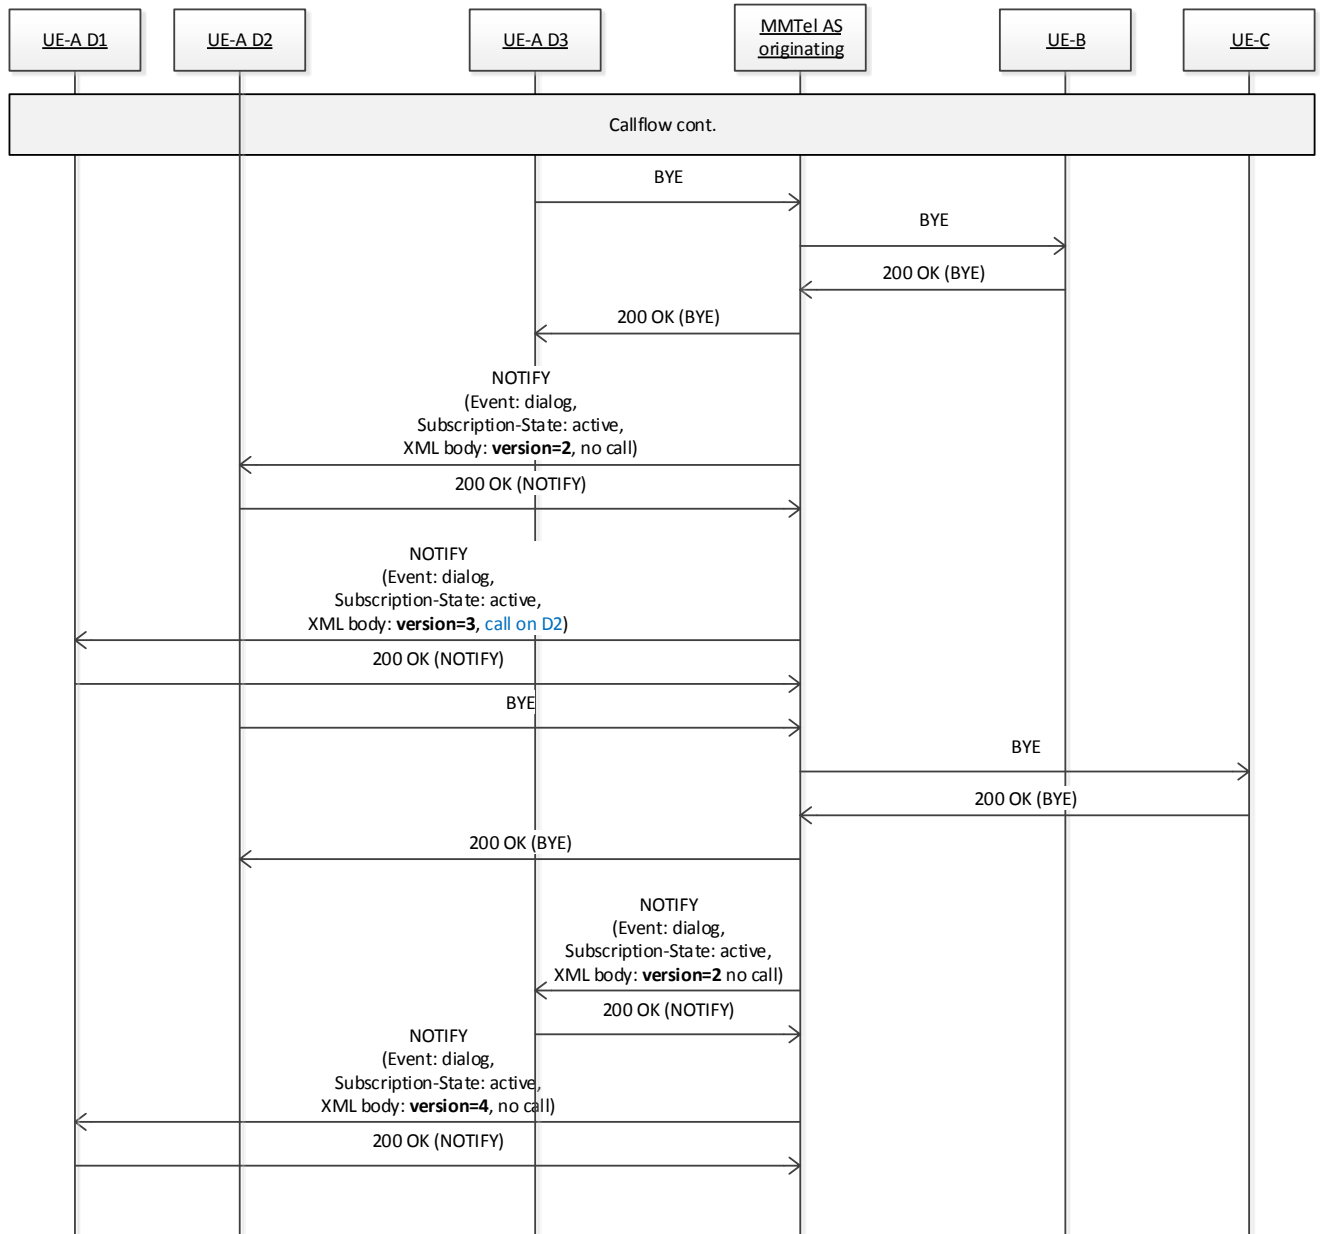 UE-A D1
UE-A D2
UE-A D3
MMTel AS
originating
UE-B
UE-C
Callflow cont.
BYE
BYE
200 OK (BYE)
200 OK (BYE)
NOTIFY
(Event: dialog,
Subscription-State: active,
XML body: version=2, no call)
200 OK (NOTIFY)
NOTIFY
(Event: dialog,
Subscription-State: active,
XML body: version=3, call on D2)
200 OK (NOTIFY)
BYE
BYE
200 OK (BYE)
200 OK (BYE)
NOTIFY
(Event: dialog,
Subscription-State: active,
XML body: version=2 no call)
200 OK (NOTIFY)
NOTIFY
(Event: dialog,
Subscription-State: active,
XML body: version=4, no call)
200 OK (NOTIFY)